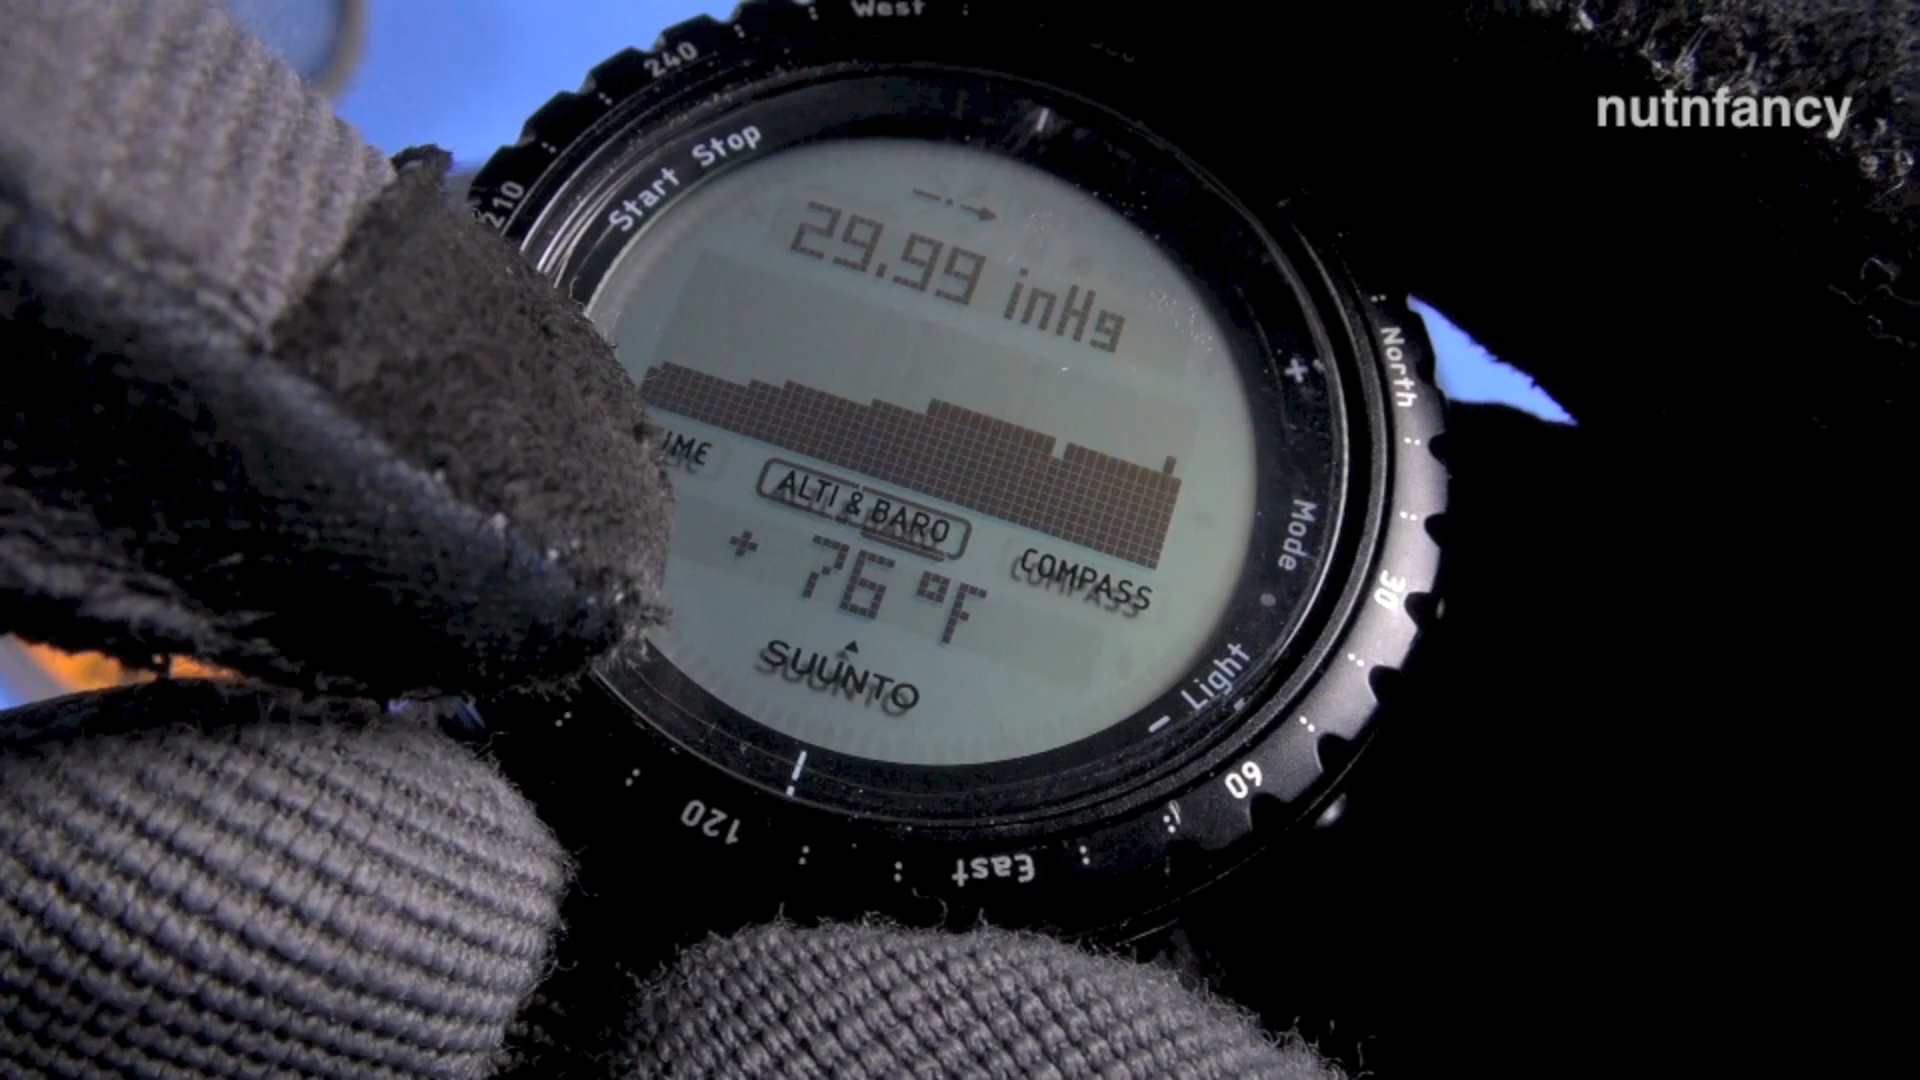 nutnfancy
West
240
210
Start Stop
29.99 inHg
North
TIME
ALTI & BARO
COMPASS
+ 76 °F
SUUNTO
+
Mode
- Light
30
60
East
120